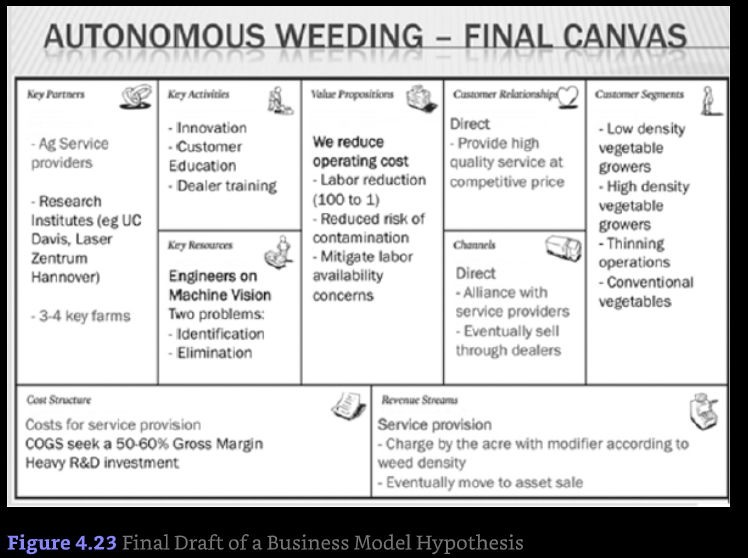 AUTONOMOUS WEEDING – FINAL CANVAS
Key Partners
- Ag Service
providers
- Research
Institutes (eg UC
Davis, Laser
Zentrum
Hannover)
- 3-4 key farms
Key Activities
- Innovation
- Customer
Education
- Dealer training
Key Resources
Engineers on
Machine Vision
Two problems:
- Identification
- Elimination
Value Propositions
We reduce
operating cost
- Labor reduction
(100 to 1)
- Reduced risk of
contamination
- Mitigate labor
availability
concerns
Customer Relationships
Direct
- Provide high
quality service at
competitive price
Channels
Direct
- Alliance with
service providers
- Eventually sell
through dealers
Customer Segments
- Low density
vegetable
growers
- High density
vegetable
growers
- Thinning
operations
- Conventional
vegetables
Cost Structure
Costs for service provision
COGS seek a 50-60% Gross Margin
Heavy R&D investment
Revenue Streams
Service provision
- Charge by the acre with modifier according to
weed density
- Eventually move to asset sale
Figure 4.23 Final Draft of a Business Model Hypothesis